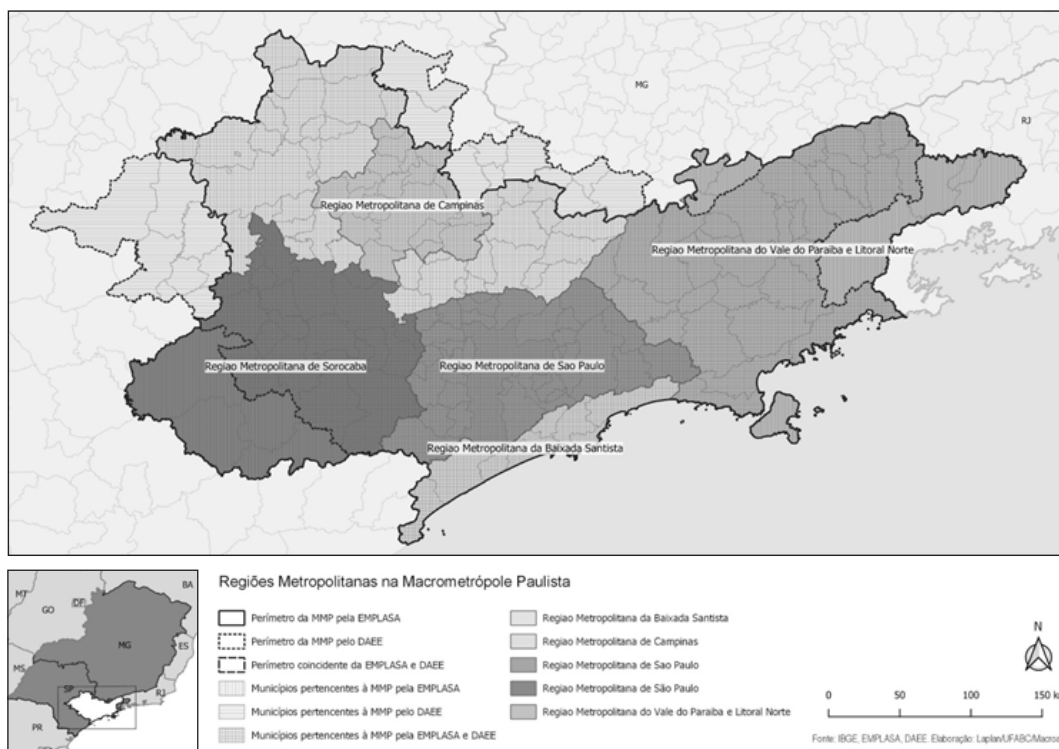 MG
RJ
Regiao Metropolitana de Campinas
Regiao Metropolitana do Vale do Paraiba e Litoral Norte
Regiao Metropolitana de Sorocaba
Regiao Metropolitana de Sao Paulo
Regiao Metropolitana da Baixada Santista
MT
GO
DF
BA
MG
ES
MS
SP
RJ
PR
Regiões Metropolitanas na Macrometrópole Paulista
Perímetro da MMP pela EMPLASA
Perímetro da MMP pelo DAEE
Perímetro coincidente da EMPLASA e DAEE
Municípios pertencentes à MMP pela EMPLASA
Municípios pertencentes à MMP pelo DAEE
Municípios pertencentes à MMP pela EMPLASA e DAEE
Regiao Metropolitana da Baixada Santista
Regiao Metropolitana de Campinas
Regiao Metropolitana de Sao Paulo
Regiao Metropolitana de São Paulo
Regiao Metropolitana do Vale do Paraiba e Litoral Norte
N
0 50 100 150
Fonte: IBGE, EMPLASA, DAEE. Elaboração: Laplan/UFABC/Macros